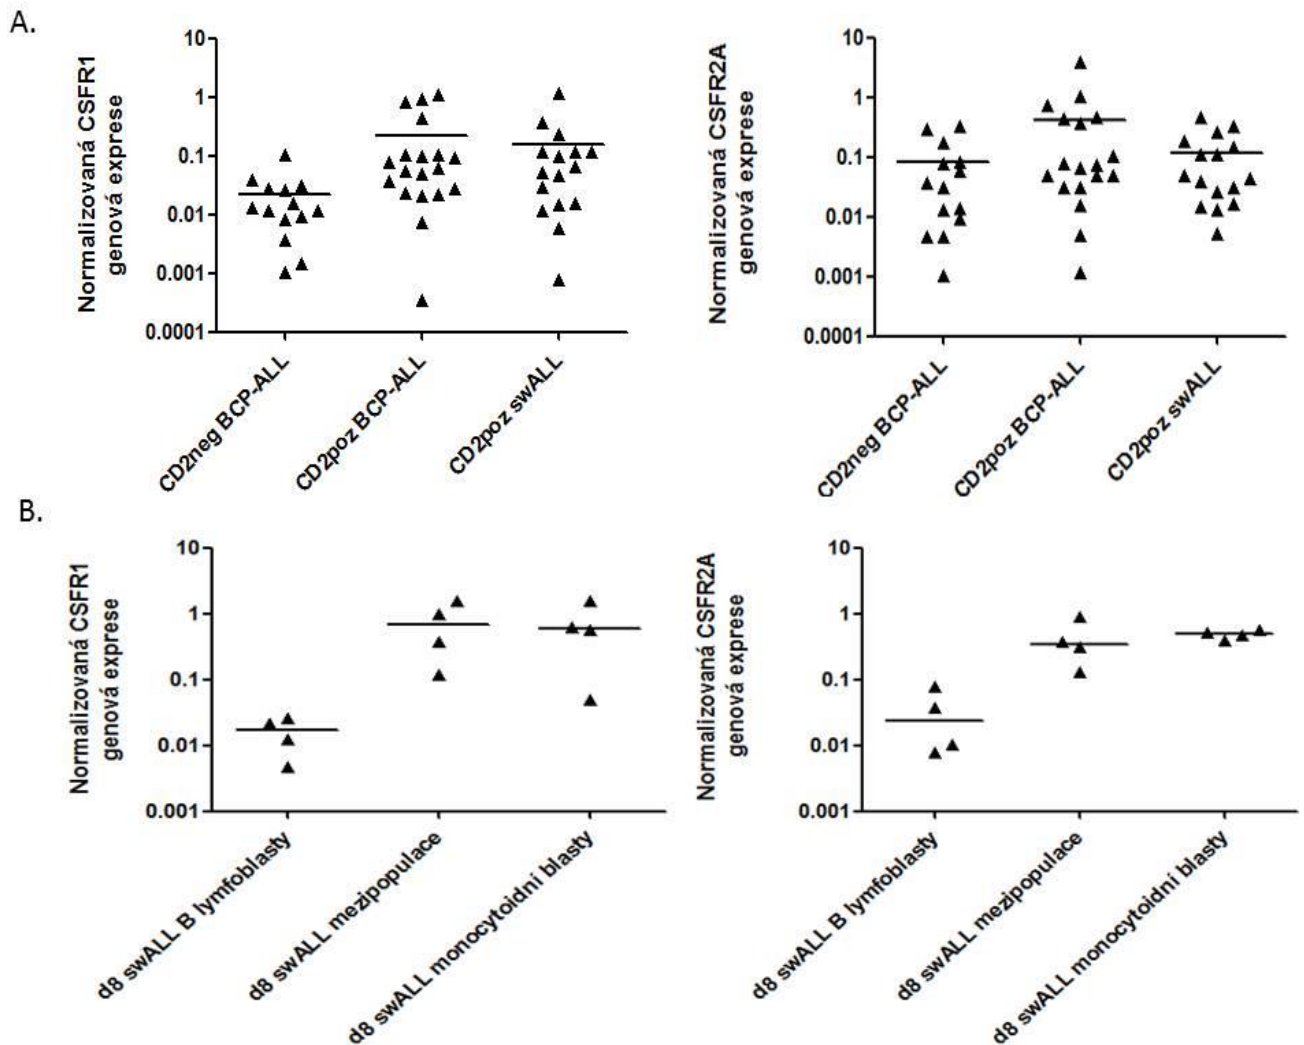 A.
Normalizovaná CSFR1
genová exprese
10
1
0.1
0.01
0.001
0.0001
CD2neg BCP-ALL
CD2poz BCP-ALL
CD2poz swALL
Normalizovaná CSFR2A
genová exprese
10
1
0.1
0.01
0.001
0.0001
CD2neg BCP-ALL
CD2poz BCP-ALL
CD2poz swALL
B.
Normalizovaná CSFR1
genová exprese
10
1
0.1
0.01
0.001
d8 swALL B lymfoblasty
d8 swALL mezipopulace
d8 swALL monocytoidní blasty
Normalizovaná CSFR2A
genová exprese
10
1
0.1
0.01
0.001
d8 swALL B lymfoblasty
d8 swALL mezipopulace
d8 swALL monocytoidní blasty